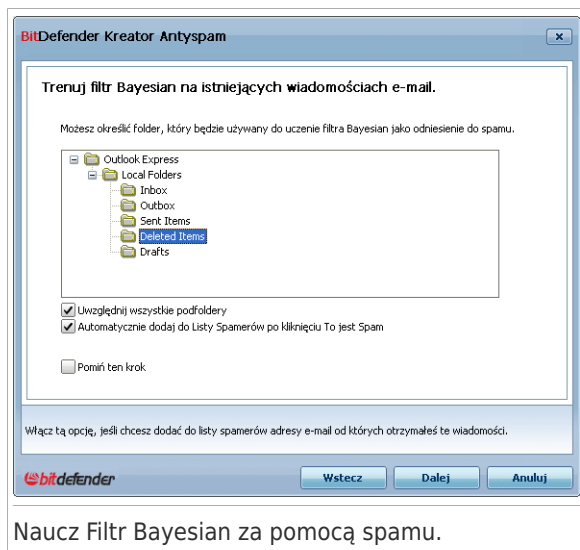 BitDefender Kreator Antyspam
Trenuj filtr Bayesian na istniejących wiadomościach e-mail.
Możesz określić folder, który będzie używany do uczenie filtra Bayesian jako odniesienie do spamu.
Outlook Express
Local Folders
Inbox
Outbox
Sent Items
Deleted Items
Drafts
Uwzględnij wszystkie podfoldery
Automatycznie dodaj do Listy Spamerów po kliknięciu To jest Spam
Pomiń ten krok
Włącz tą opcję, jeśli chcesz dodać do listy spamerów adresy e-mail od których otrzymałeś te wiadomości.
bitdefender
Wstecz
Dalej
Anuluj
Naucz Filtr Bayesian za pomocą spamu.